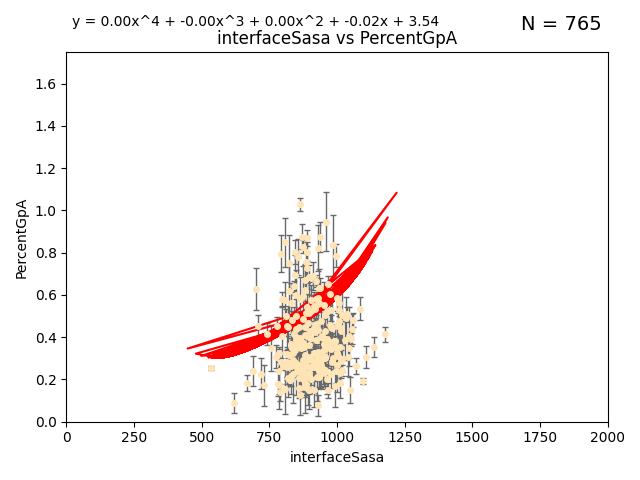 y = 0.00x^4 + -0.00x^3 + 0.00x^2 + -0.02x + 3.54
N = 765
interfaceSasa vs PercentGpA
1.6
1.4
1.2
1.0
0.8
0.6
0.4
0.2
0.0
PercentGpA
0 250 500 750 1000 1250 1500 1750 2000
interfaceSasa